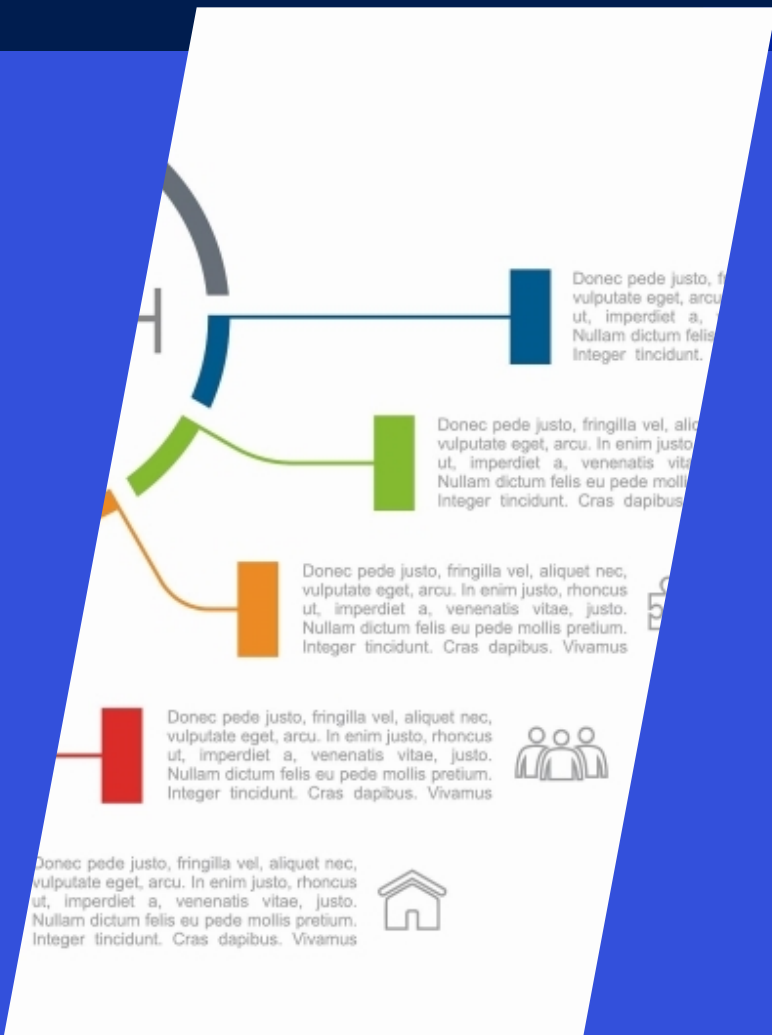 Donec pede justo,
vulputate eget, arcu
ut, imperdiet a,
Nullam dictum felis
Integer tincidunt.
Donec pede justo, fringilla vel,
vulputate eget, arcu. In enim justo
ut, imperdiet a, venenatis
Nullam dictum felis eu pede
Integer tincidunt. Cras dapibus
Donec pede justo, fringilla vel, aliquet nec,
vulputate eget, arcu. In enim justo, rhoncus
ut, imperdiet a, venenatis vitae, justo.
Nullam dictum felis eu pede mollis pretium.
Integer tincidunt. Cras dapibus. Vivamus
Donec pede justo, fringilla vel, aliquet nec,
vulputate eget, arcu. In enim justo, rhoncus
ut, imperdiet a, venenatis vitae, justo.
Nullam dictum felis eu pede mollis pretium.
Integer tincidunt. Cras dapibus. Vivamus
Donec pede justo, fringilla vel, aliquet nec,
vulputate eget, arcu. In enim justo, rhoncus
ut, imperdiet a, venenatis vitae, justo.
Nullam dictum felis eu pede mollis pretium.
Integer tincidunt. Cras dapibus. Vivamus